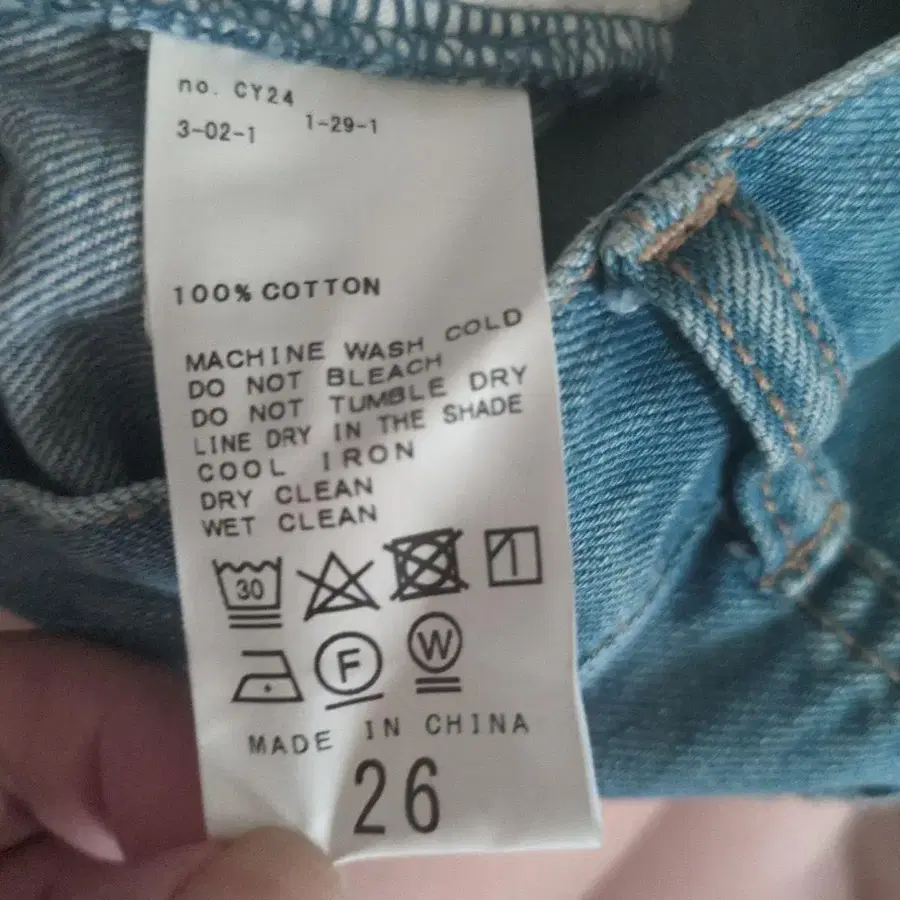 no. CY24
3-02-1 1-29-1
100% COTTON
MACHINE WASH COLD
DO NOT BLEACH
DO NOT TUMBLE DRY
LINE DRY IN THE SHADE
COOL IRON
DRY CLEAN
WET CLEAN
30
F W
MADE IN CHINA
26